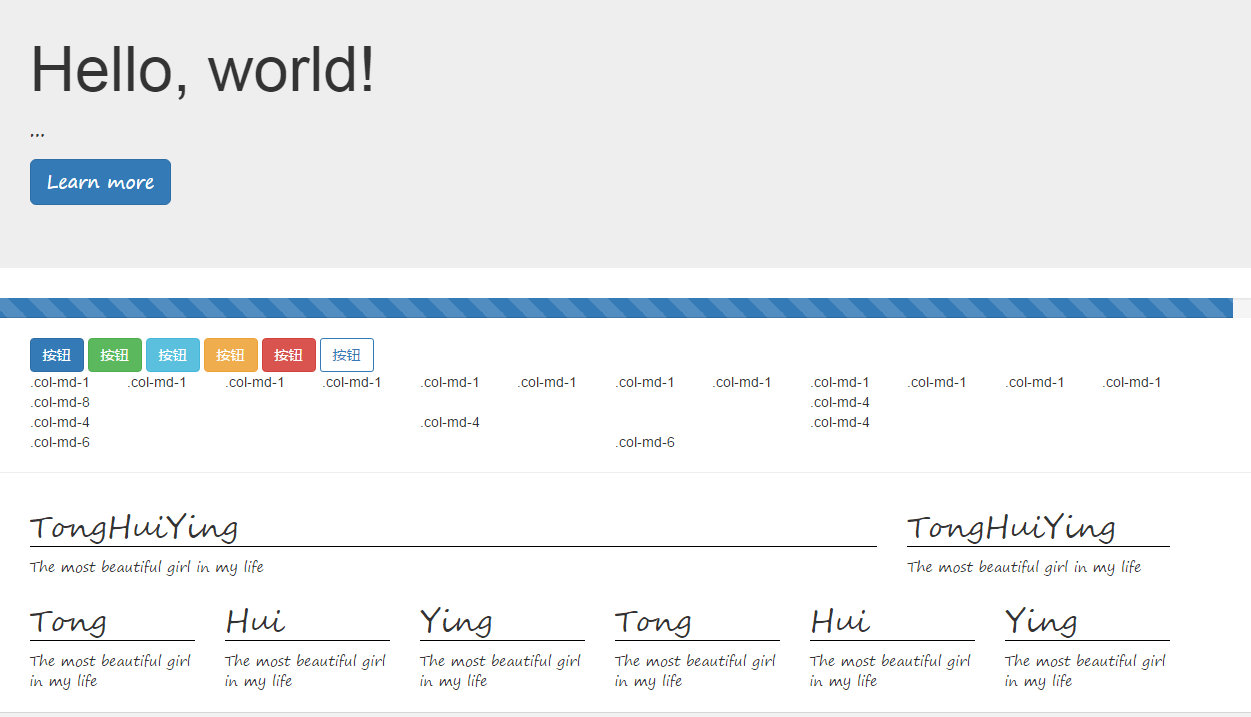 Hello, world!
...
Learn more
按钮 按钮 按钮 按钮 按钮 按钮
.col-md-1 .col-md-1 .col-md-1 .col-md-1 .col-md-1 .col-md-1 .col-md-1 .col-md-1 .col-md-1 .col-md-1 .col-md-1 .col-md-1
.col-md-8 .col-md-4
.col-md-4 .col-md-4 .col-md-4
.col-md-6 .col-md-6
TongHuiYing
The most beautiful girl in my life
TongHuiYing
The most beautiful girl in my life
Tong
The most beautiful girl
in my life
Hui
The most beautiful girl
in my life
Ying
The most beautiful girl
in my life
Tong
The most beautiful girl
in my life
Hui
The most beautiful girl
in my life
Ying
The most beautiful girl
in my life